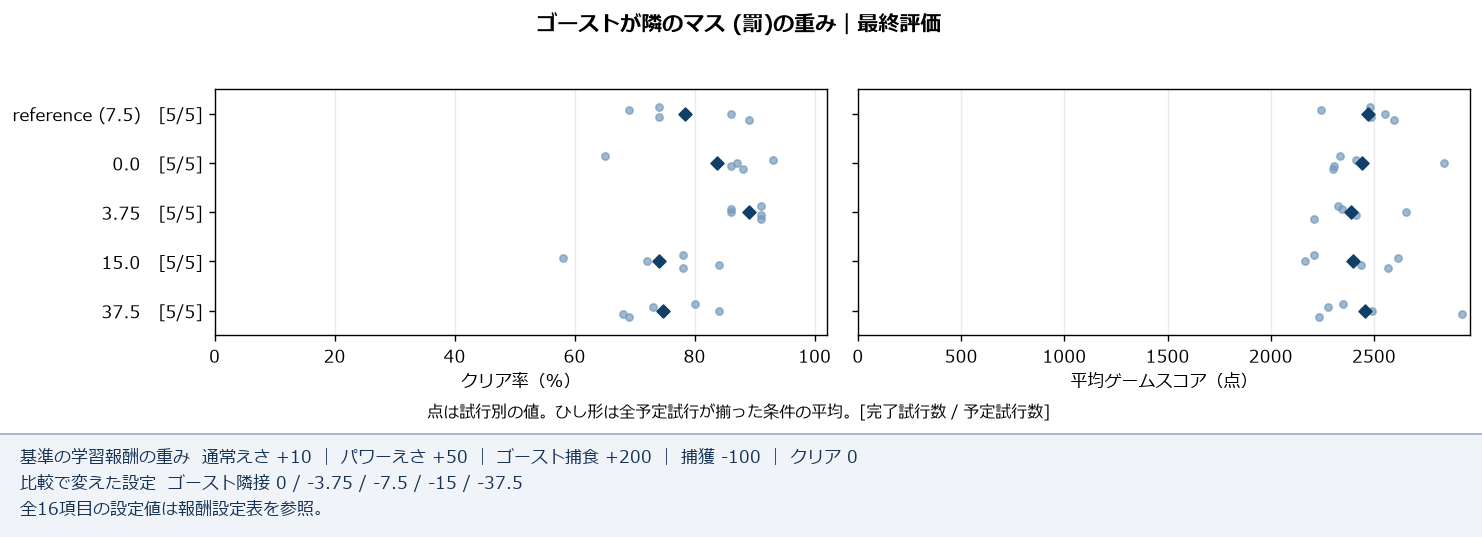 ゴーストが隣のマス (罰)の重み｜最終評価
reference (7.5) [5/5]
0.0 [5/5]
3.75 [5/5]
15.0 [5/5]
37.5 [5/5]
0 20 40 60 80 100
クリア率（%）
0 500 1000 1500 2000 2500
平均ゲームスコア（点）
点は試行別の値。ひし形は全予定試行が揃った条件の平均。[完了試行数 / 予定試行数]
基準の学習報酬の重み 通常えさ +10 ｜ パワーえさ +50 ｜ ゴースト捕食 +200 ｜ 捕獲 -100 ｜ クリア 0
比較で変えた設定 ゴースト隣接 0 / -3.75 / -7.5 / -15 / -37.5
全16項目の設定値は報酬設定表を参照。